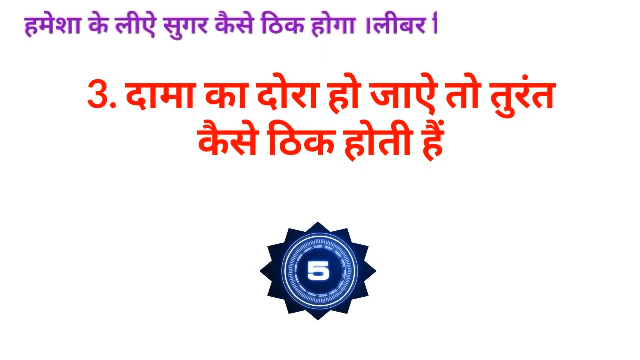 हमेशा के लीऐ सुगर कैसे ठिक होगा ।लीबर
3. दामा का दोरा हो जाऐ तो तुरंत
कैसे ठिक होती हैं
5